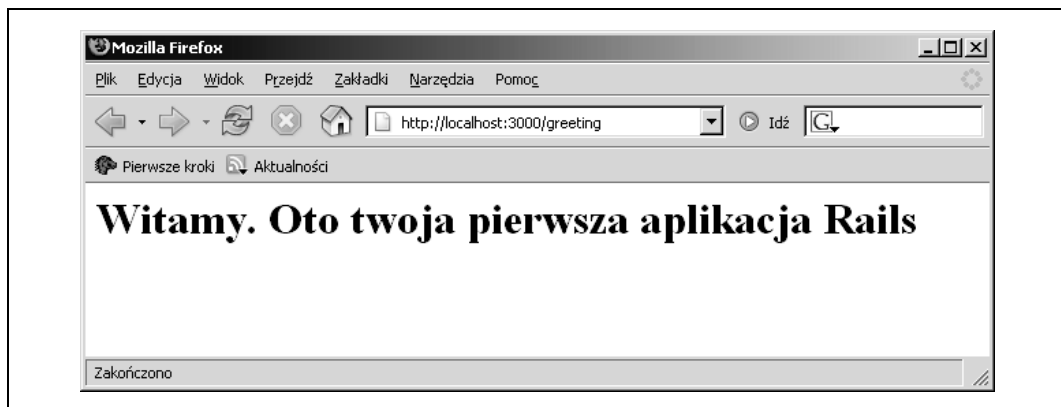 Mozilla Firefox
Plik Edycja Widok Przejdź Zakładki Narzędzia Pomoc
http://localhost:3000/greeting Idź G
Pierwsze kroki Aktualności
Witamy. Oto twoja pierwsza aplikacja Rails
Zakończono